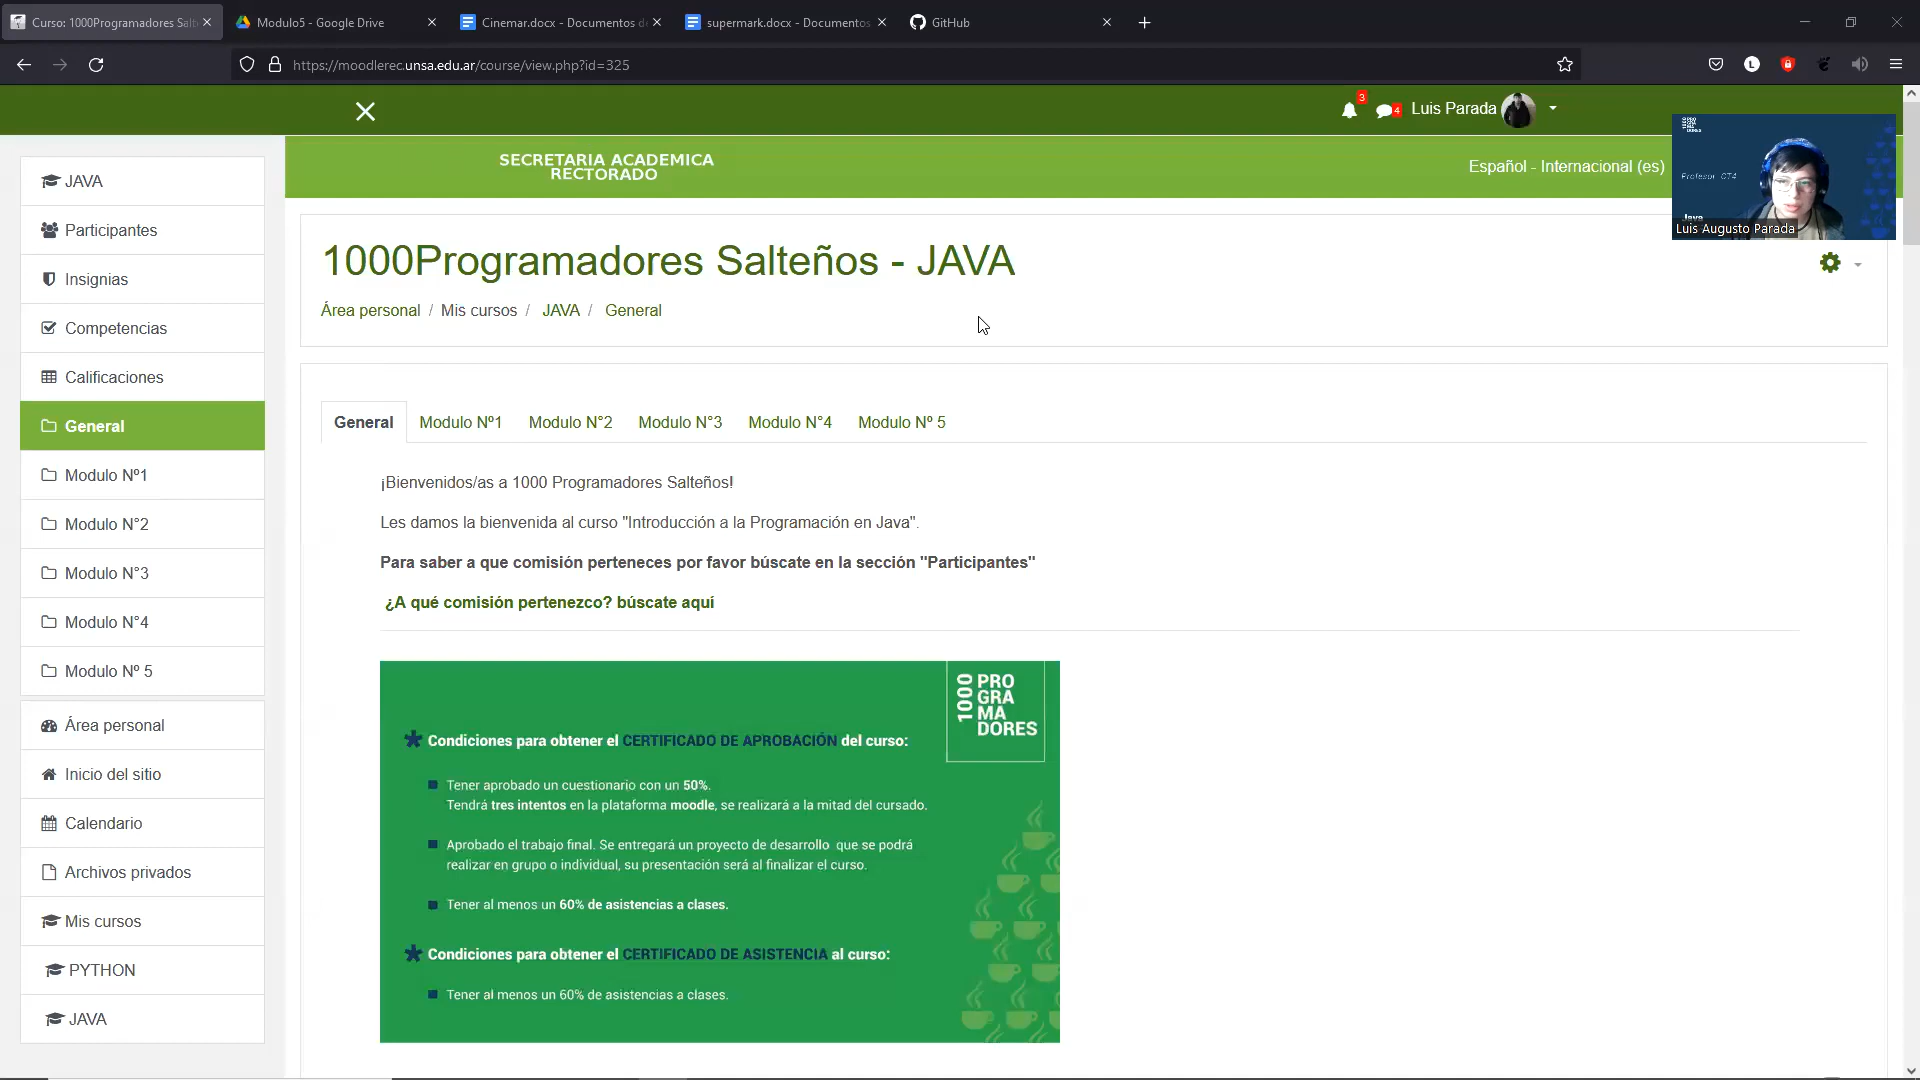 Curso: 1000Programadores Salt
Modulo5 - Google Drive
Cinemar.docx - Documentos d
supermark.docx - Documentos
GitHub
https://moodlerec.unsa.edu.ar/course/view.php?id=325
L
3
4
Luis Parada
SECRETARIA ACADEMICA
RECTORADO
Español - Internacional (es)
Profesor CT4
Java
Luis Augusto Parada
JAVA
Participantes
Insignias
Competencias
Calificaciones
General
Modulo Nº1
Modulo N°2
Modulo N°3
Modulo N°4
Modulo Nº 5
Área personal
Inicio del sitio
Calendario
Archivos privados
Mis cursos
PYTHON
JAVA
1000Programadores Salteños - JAVA
Área personal / Mis cursos / JAVA / General
General Modulo Nº1 Modulo N°2 Modulo N°3 Modulo N°4 Modulo Nº 5
¡Bienvenidos/as a 1000 Programadores Salteños!
Les damos la bienvenida al curso "Introducción a la Programación en Java".
Para saber a que comisión perteneces por favor búscate en la sección "Participantes"
¿A qué comisión pertenezco? búscate aquí
1000
PRO
GRA
MA
DORES
* Condiciones para obtener el CERTIFICADO DE APROBACIÓN del curso:
Tener aprobado un cuestionario con un 50%.
Tendrá tres intentos en la plataforma moodle, se realizará a la mitad del cursado.
Aprobado el trabajo final. Se entregará un proyecto de desarrollo que se podrá
realizar en grupo o individual, su presentación será al finalizar el curso.
Tener al menos un 60% de asistencias a clases.
* Condiciones para obtener el CERTIFICADO DE ASISTENCIA al curso:
Tener al menos un 60% de asistencias a clases.